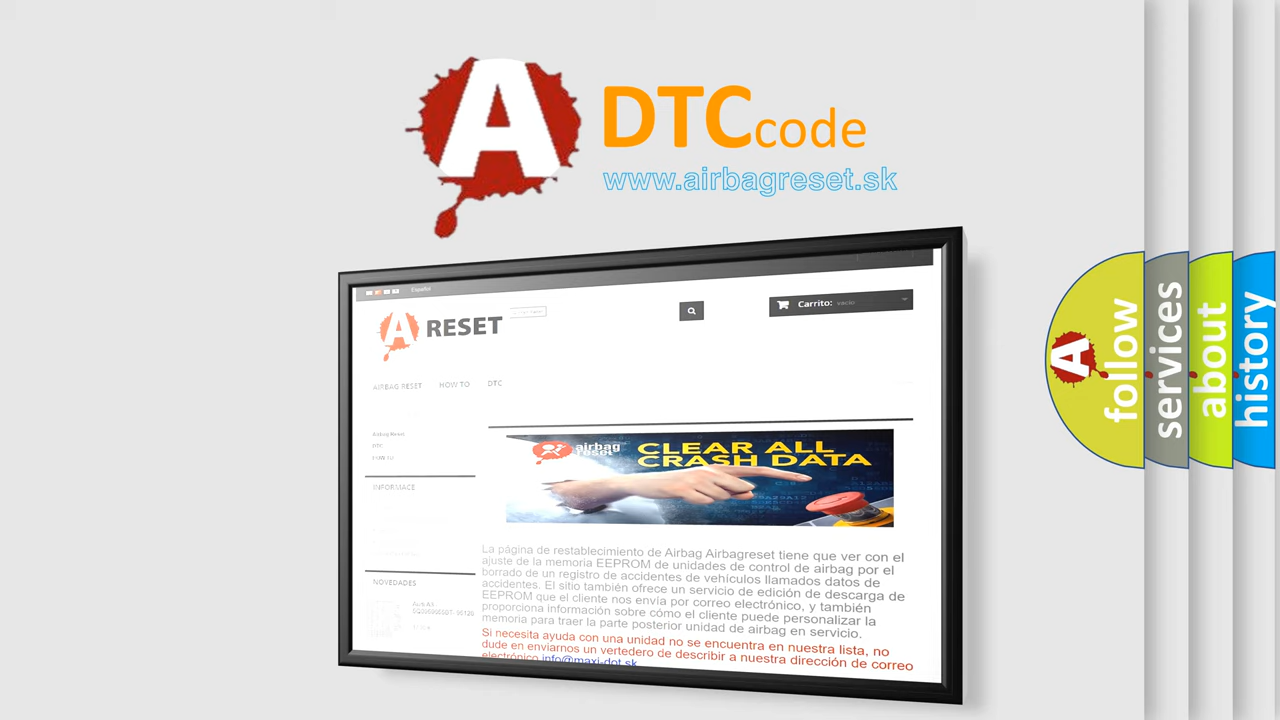 A
DTC code
www.airbagreset.sk
Español
A RESET
Carrito: vacío
AIRBAG RESET HOW TO DTC
Airbag Reset
DTC
HOW TO
INFORMACE
airbag
reset
CLEAR ALL
CRASH DATA
La página de restablecimiento de Airbag Airbagreset tiene que ver con el
ajuste de la memoria EEPROM de unidades de control de airbag por el
borrado de un registro de accidentes de vehículos llamados datos de
accidentes. El sitio también ofrece un servicio de edición de descarga de
EEPROM que el cliente nos envía por correo electrónico, y también
proporciona información sobre cómo el cliente puede personalizar la
memoria para traer la parte posterior unidad de airbag en servicio.
Si necesita ayuda con una unidad no se encuentra en nuestra lista, no
dude en enviarnos un vertedero de describir a nuestra dirección de correo
electrónico info@maxi-dot.sk
NOVEDADES
A
follow
services
about
history